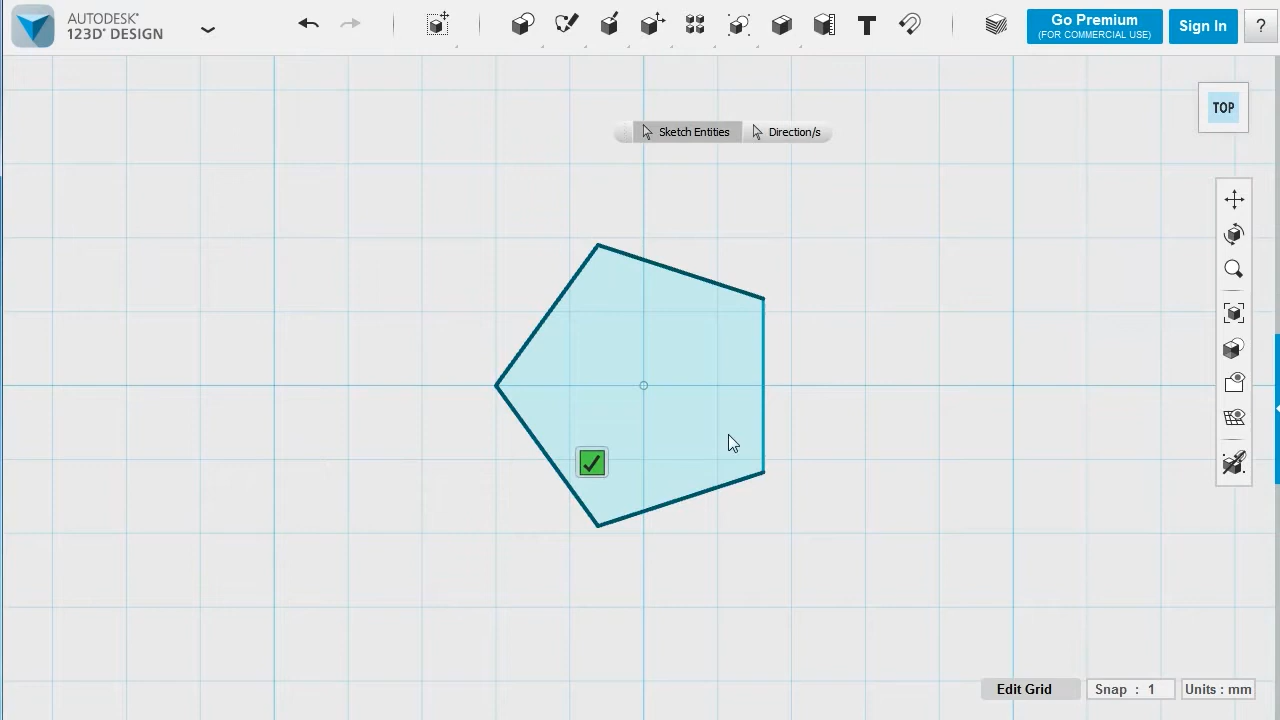 AUTODESK®
123D® DESIGN
Go Premium
(FOR COMMERCIAL USE)
Sign In
?
TOP
Sketch Entities
Direction/s
Edit Grid
Snap : 1
Units : mm